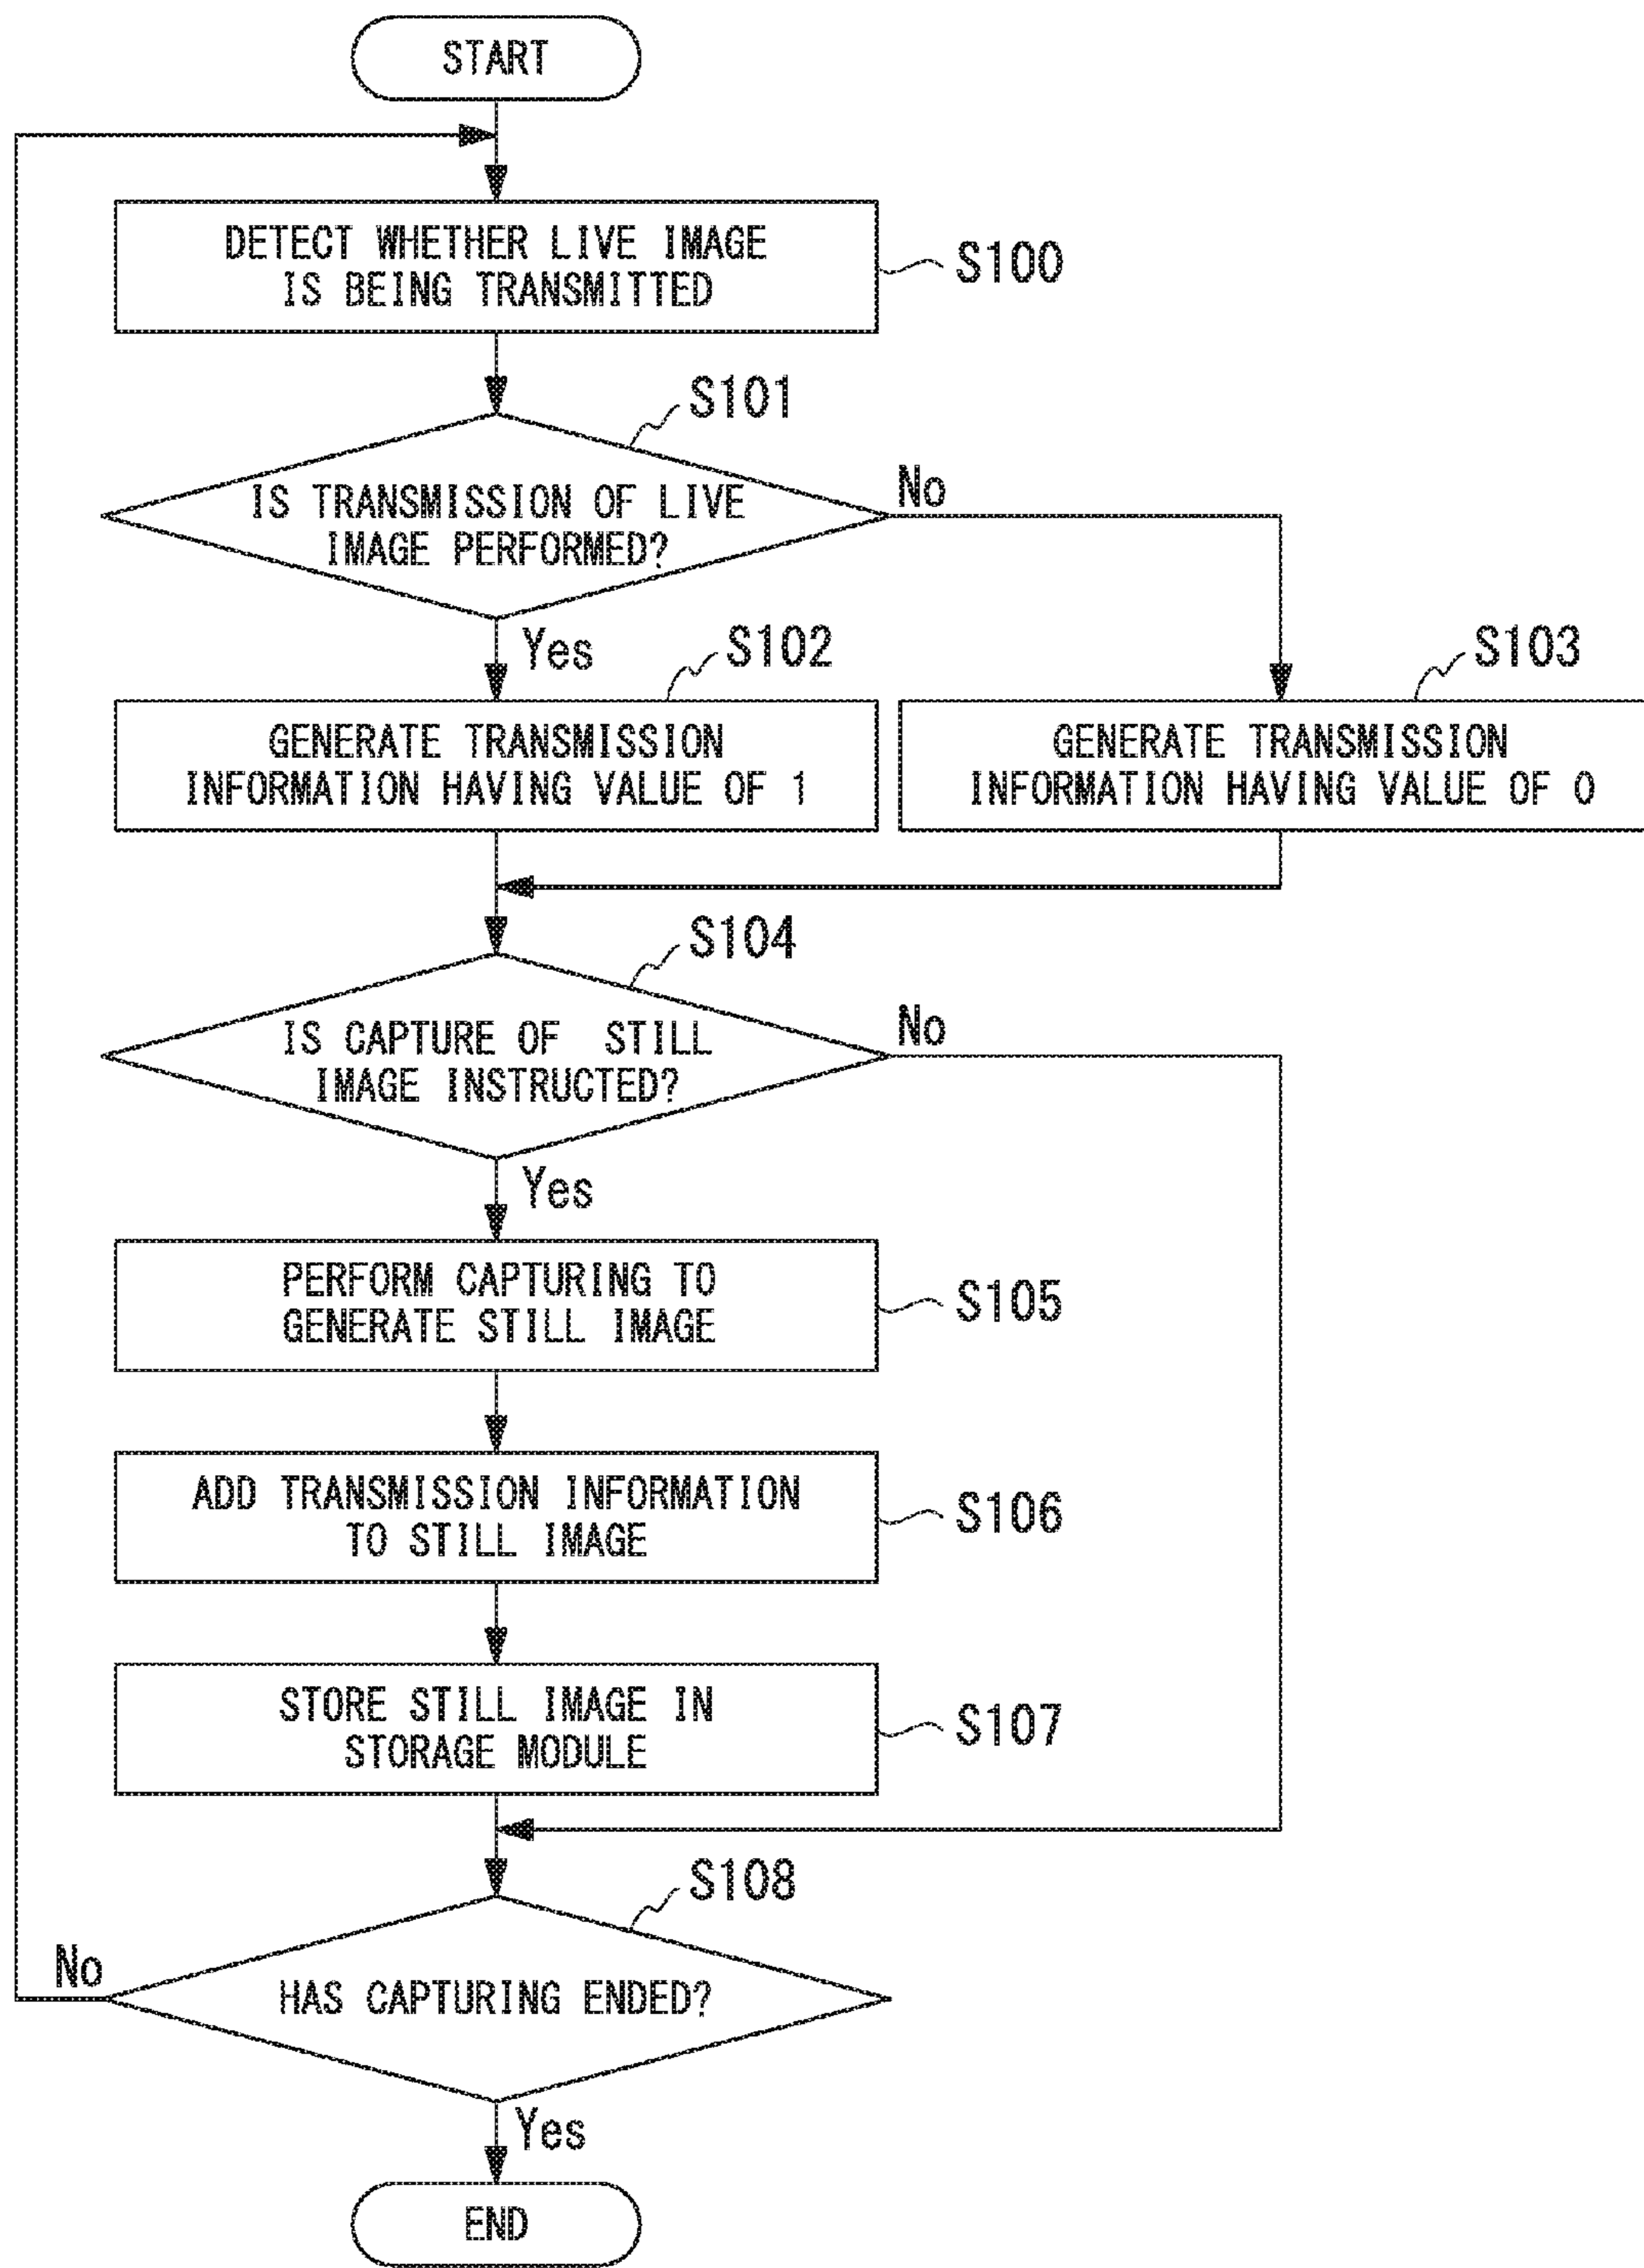 START
DETECT WHETHER LIVE IMAGE
IS BEING TRANSMITTED
S100
S101
IS TRANSMISSION OF LIVE
IMAGE PERFORMED?
No
Yes
S102
S103
GENERATE TRANSMISSION
INFORMATION HAVING VALUE OF 1
GENERATE TRANSMISSION
INFORMATION HAVING VALUE OF 0
S104
IS CAPTURE OF STILL
IMAGE INSTRUCTED?
No
Yes
PERFORM CAPTURING TO
GENERATE STILL IMAGE
S105
ADD TRANSMISSION INFORMATION
TO STILL IMAGE
S106
STORE STILL IMAGE IN
STORAGE MODULE
S107
S108
No
HAS CAPTURING ENDED?
Yes
END